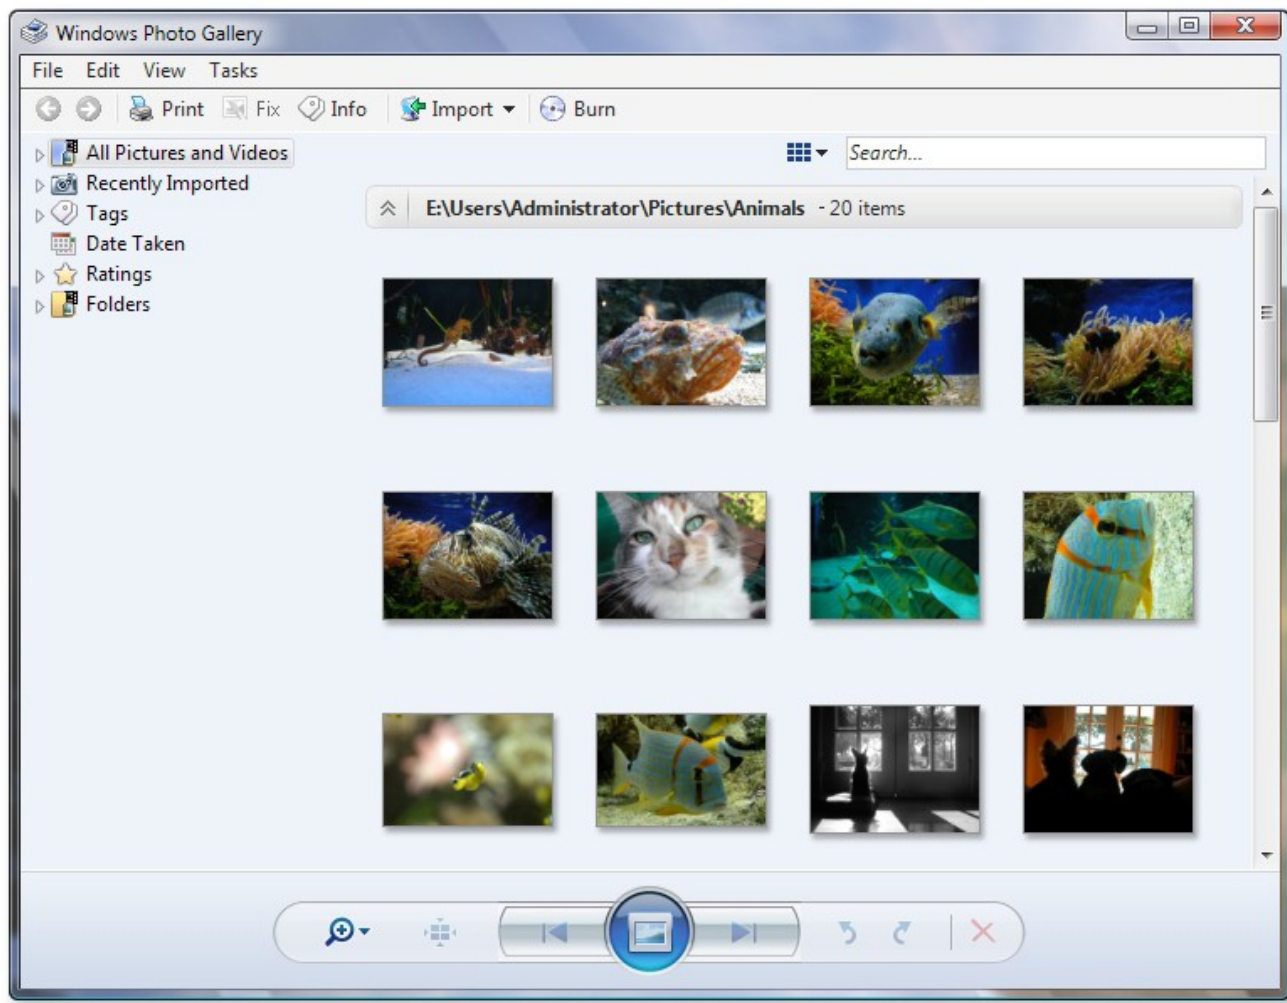 Windows Photo Gallery
File Edit View Tasks
Print Fix Info Import Burn
All Pictures and Videos
Search...
Recently Imported
E:\Users\Administrator\Pictures\Animals - 20 items
Tags
Date Taken
Ratings
Folders